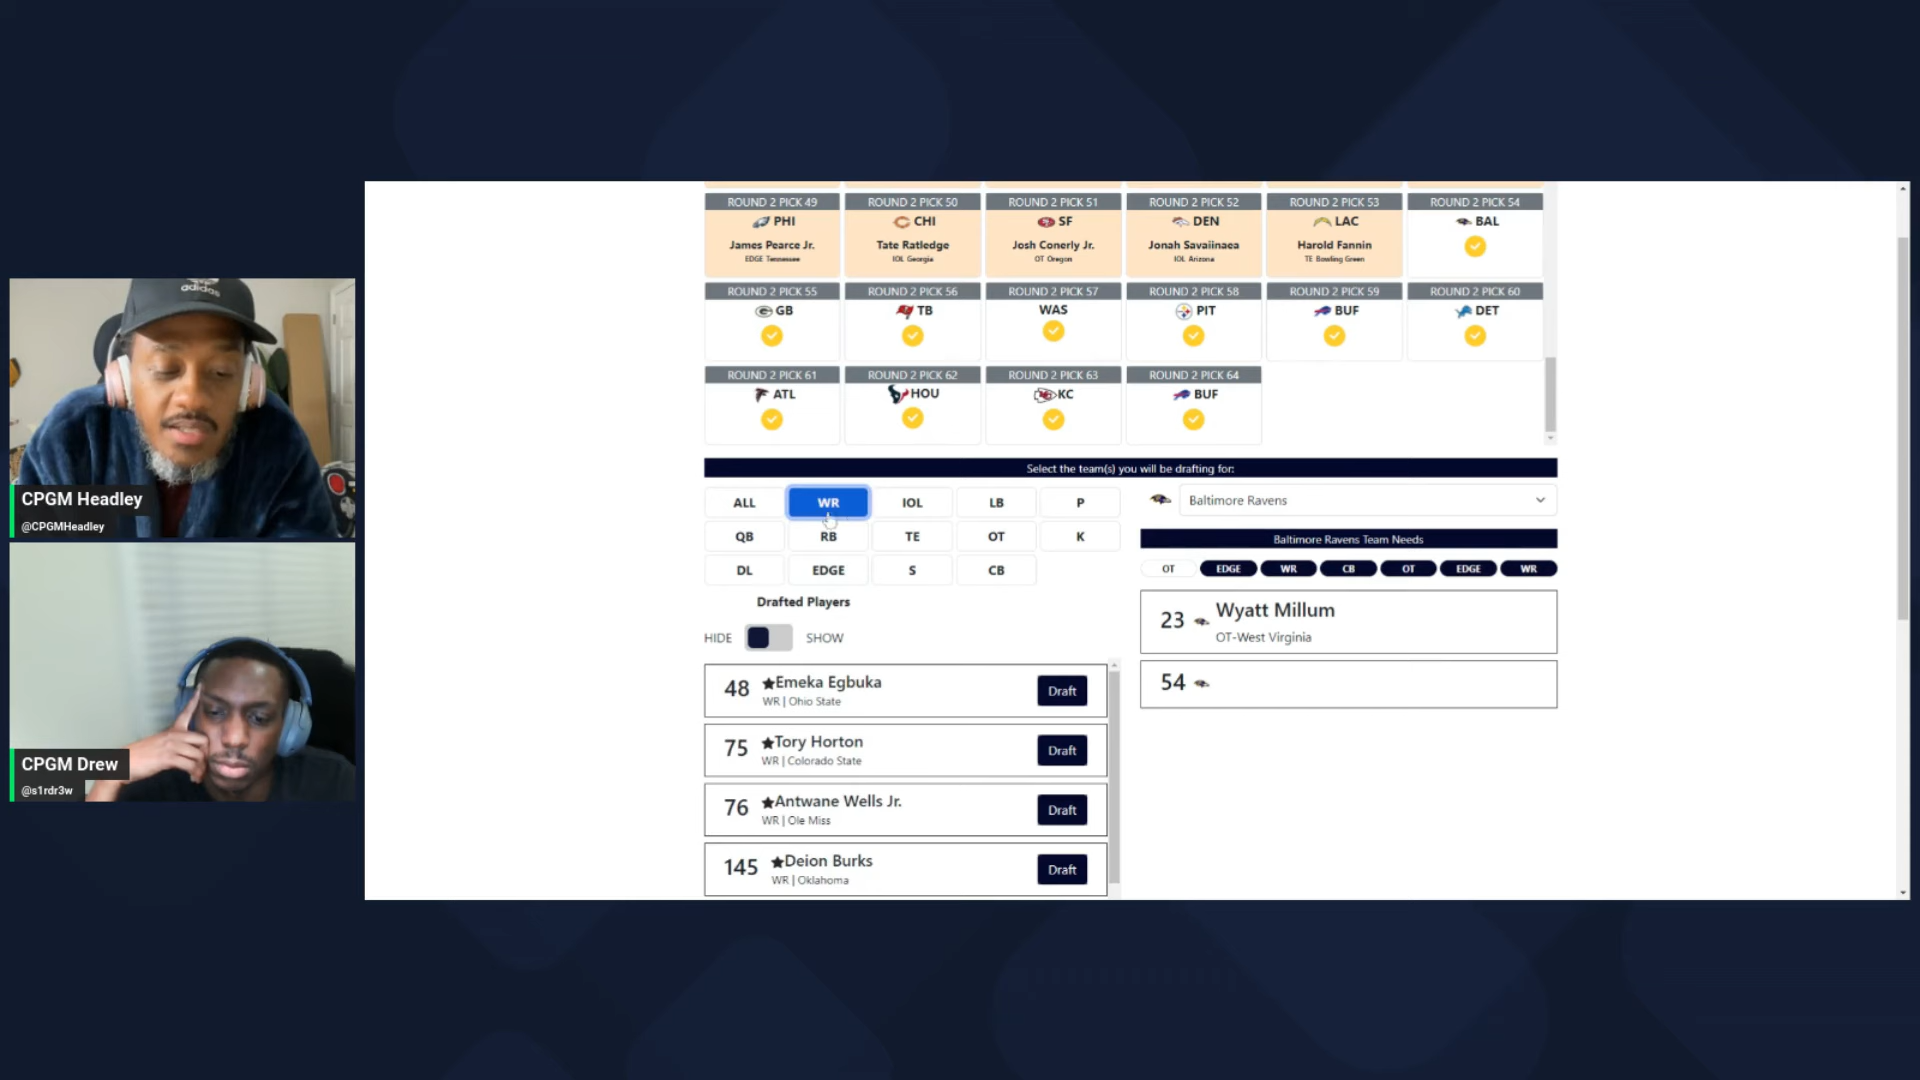 ROUND 2 PICK 49
PHI
James Pearce Jr.
EDGE Tennessee
ROUND 2 PICK 50
CHI
Tate Ratledge
IOL Georgia
ROUND 2 PICK 51
SF
Josh Conerly Jr.
OT Oregon
ROUND 2 PICK 52
DEN
Jonah Savaiinaea
IOL Arizona
ROUND 2 PICK 53
LAC
Harold Fannin
TE Bowling Green
ROUND 2 PICK 54
BAL
ROUND 2 PICK 55
GB
ROUND 2 PICK 56
TB
ROUND 2 PICK 57
WAS
ROUND 2 PICK 58
PIT
ROUND 2 PICK 59
BUF
ROUND 2 PICK 60
DET
ROUND 2 PICK 61
ATL
ROUND 2 PICK 62
HOU
ROUND 2 PICK 63
KC
ROUND 2 PICK 64
BUF
Select the team(s) you will be drafting for:
ALL WR IOL LB P
QB RB TE OT K
DL EDGE S CB
Drafted Players
HIDE SHOW
48 ★Emeka Egbuka
WR | Ohio State
Draft
75 ★Tory Horton
WR | Colorado State
Draft
76 ★Antwane Wells Jr.
WR | Ole Miss
Draft
145 ★Deion Burks
WR | Oklahoma
Draft
Baltimore Ravens
Baltimore Ravens Team Needs
OT EDGE WR CB OT EDGE WR
23 Wyatt Millum
OT-West Virginia
54
adidas
CPGM Headley
@CPGMHeadley
CPGM Drew
@s1rdr3w